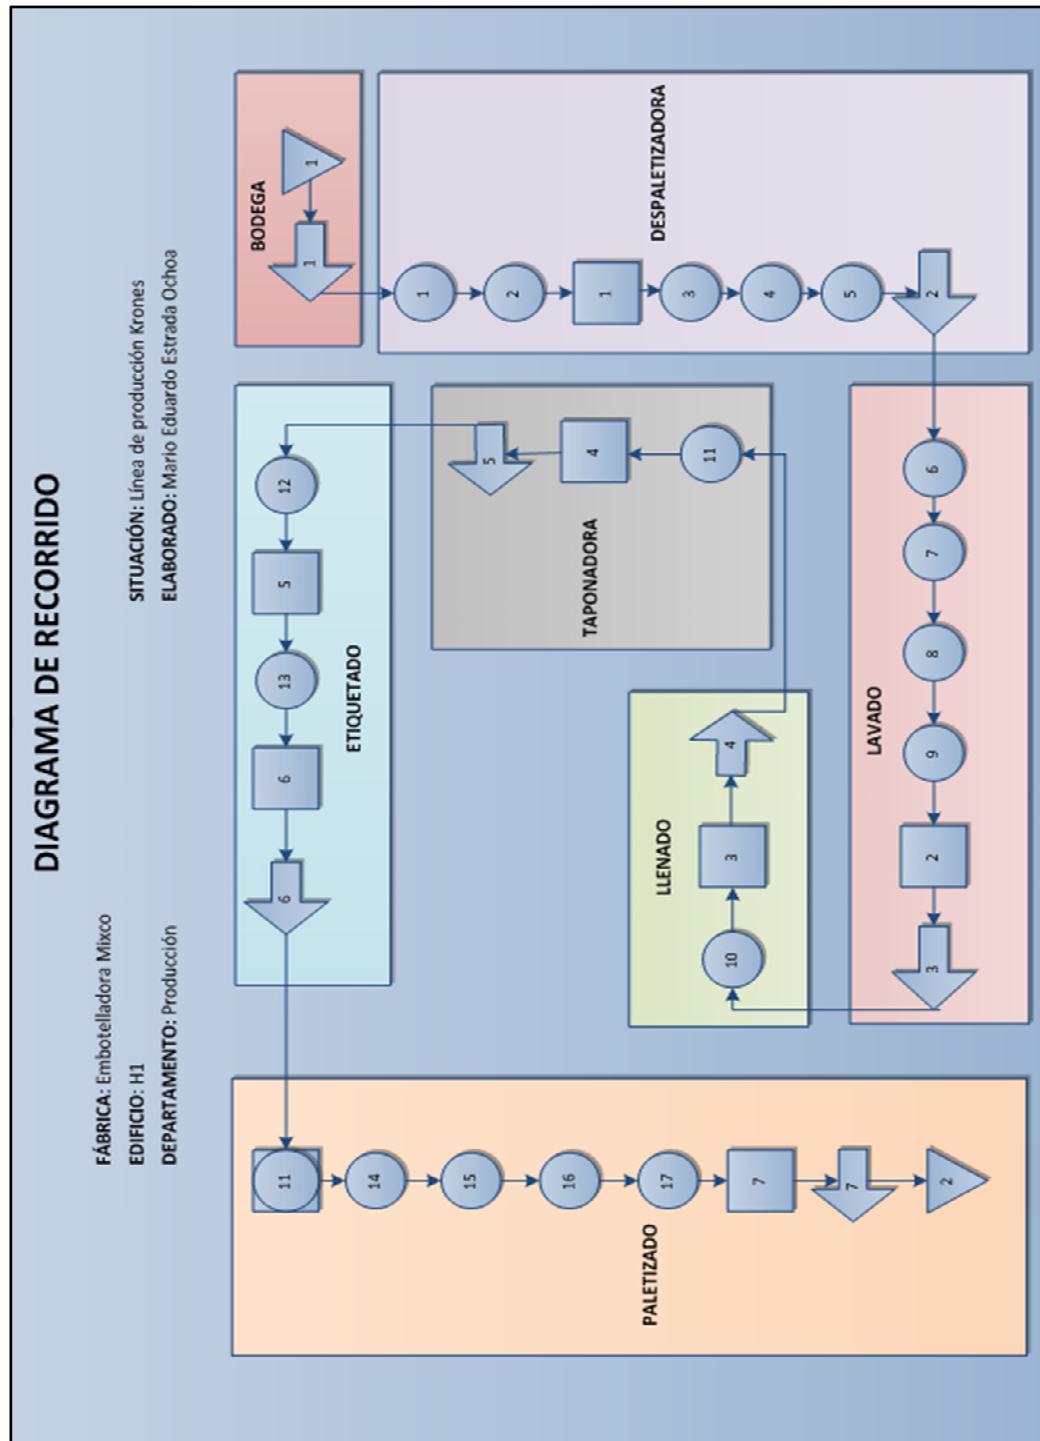 DIAGRAMA DE RECORRIDO
FÁBRICA: Embotelladora Mixco
EDIFICIO: H1
DEPARTAMENTO: Producción
SITUACIÓN: Línea de producción Krones
ELABORADO: Mario Eduardo Estrada Ochoa
BODEGA
1
1
DESPALETIZADORA
1
2
1
3
4
5
2
LAVADO
6
7
8
9
2
3
LLENADO
10
3
4
TAPONADORA
11
4
5
ETIQUETADO
12
5
13
6
6
PALETIZADO
11
14
15
16
17
7
7
2